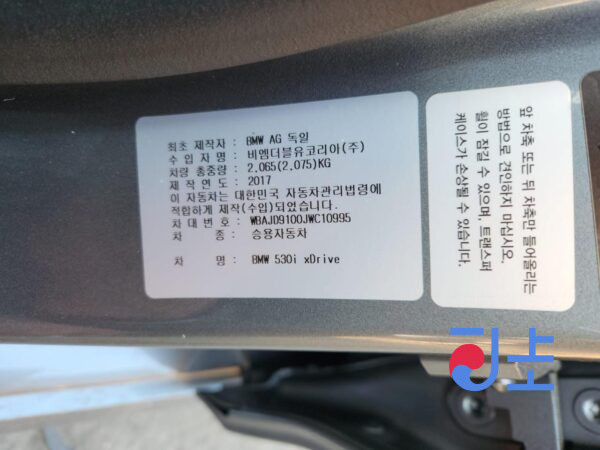 최초 제작자 : BMW AG 독일
수 입 자 명 : 비엠더블유코리아(주)
차량 총중량 : 2.065(2.075)KG
제 작 연 도 : 2017
이 자동차는 대한민국 자동차관리법령에
적합하게 제작(수입)되었습니다.
차 대 번 호 : WBAJD9100JWC10995
차 종 : 승용자동차
차 명 : BMW 530i xDrive
앞 차축 또는 뒤 차축만 들어올리는
방법으로 견인하지 마십시오.
휠이 잠길 수 있으며, 트랜스퍼
케이스가 손상될 수 있습니다.